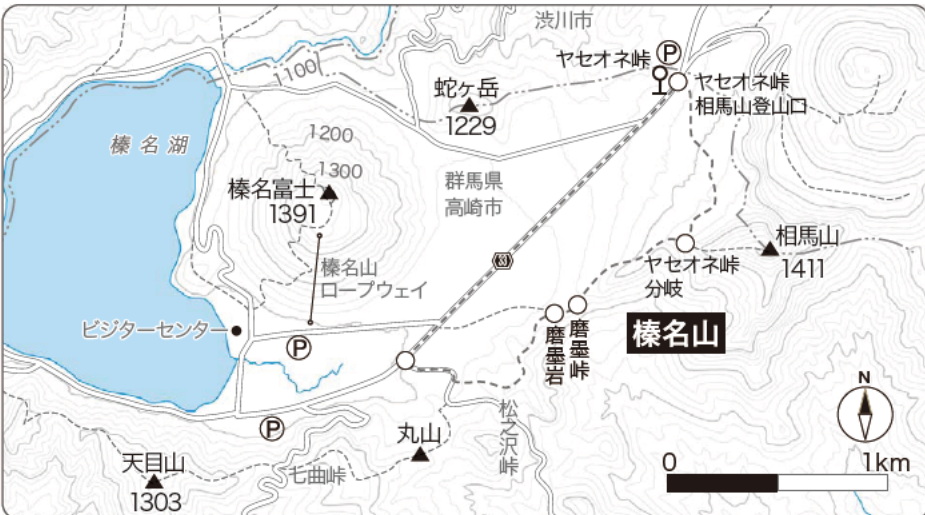 渋川市
ヤセオネ峠
P
ヤセオネ峠
相馬山登山口
1100
蛇ヶ岳
1229
榛名湖
1200
1300
榛名富士
1391
群馬県
高崎市
33
相馬山
1411
ヤセオネ峠
分岐
榛名山
ロープウェイ
ビジターセンター
P
磨墨岩
磨墨峠
榛名山
P
丸山
松之沢峠
七曲峠
天目山
1303
N
0
1km